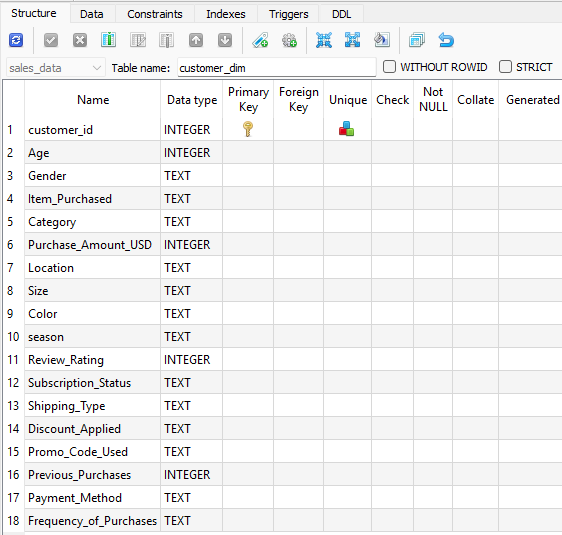 Structure Data Constraints Indexes Triggers DDL
sales_data Table name: customer_dim WITHOUT ROWID STRICT
Name Data type Primary Key Foreign Key Unique Check Not NULL Collate Generated
1 customer_id INTEGER
2 Age INTEGER
3 Gender TEXT
4 Item_Purchased TEXT
5 Category TEXT
6 Purchase_Amount_USD INTEGER
7 Location TEXT
8 Size TEXT
9 Color TEXT
10 season TEXT
11 Review_Rating INTEGER
12 Subscription_Status TEXT
13 Shipping_Type TEXT
14 Discount_Applied TEXT
15 Promo_Code_Used TEXT
16 Previous_Purchases INTEGER
17 Payment_Method TEXT
18 Frequency_of_Purchases TEXT